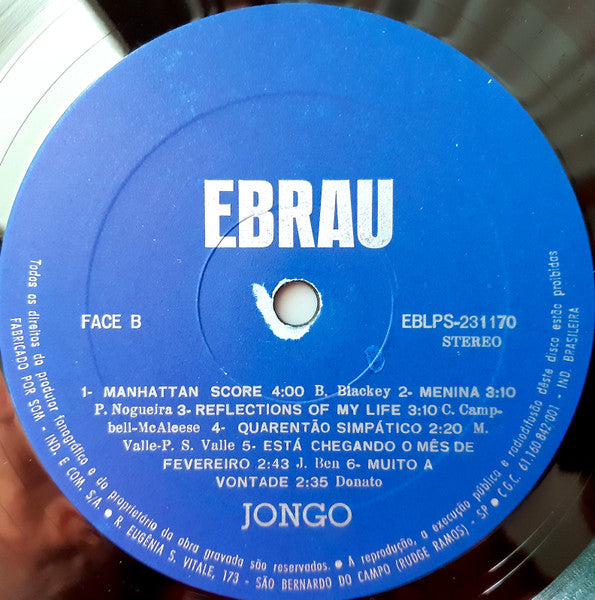 EBRAU
FACE B
EBLPS-231170
STEREO
1- MANHATTAN SCORE 4:00 B. Blackey 2- MENINA 3:10
P. Nogueira 3- REFLECTIONS OF MY LIFE 3:10 C. Camp-
bell-McAleese 4- QUARENTÃO SIMPÁTICO 2:20 M.
Valle-P. S. Valle 5- ESTÁ CHEGANDO O MÊS DE
FEVEREIRO 2:43 J. Ben 6- MUITO A
VONTADE 2:35 Donato
JONGO
Todos os direitos do produtor fonográfico e do proprietário da obra gravada são reservados. • A reprodução, a execução pública e radiodifusão dêste disco estão proibidas
FABRICADO POR SOM - IND. E COM. S/A. • R. EUGÊNIA S. VITALE, 173 - SÃO BERNARDO DO CAMPO (RUDGE RAMOS) - SP • C.G.C. 61.160.842/001 - IND. BRASILEIRA